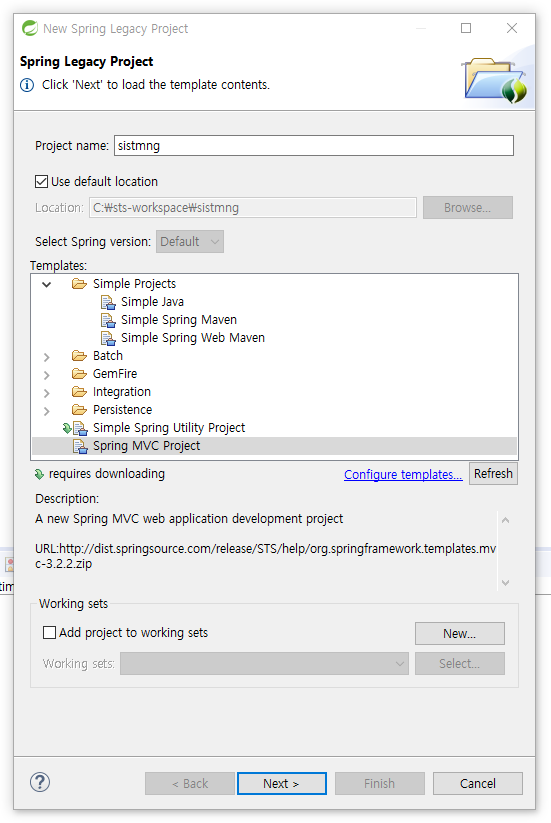 New Spring Legacy Project
Spring Legacy Project
Click 'Next' to load the template contents.
Project name: sistmng
Use default location
Location: C:₩sts-workspace₩sistmng Browse...
Select Spring version: Default
Templates:
Simple Projects
Simple Java
Simple Spring Maven
Simple Spring Web Maven
Batch
GemFire
Integration
Persistence
Simple Spring Utility Project
Spring MVC Project
requires downloading Configure templates... Refresh
Description:
A new Spring MVC web application development project
URL:http://dist.springsource.com/release/STS/help/org.springframework.templates.mv
c-3.2.2.zip
tim
Working sets
Add project to working sets New...
Working sets: Select...
? < Back Next > Finish Cancel